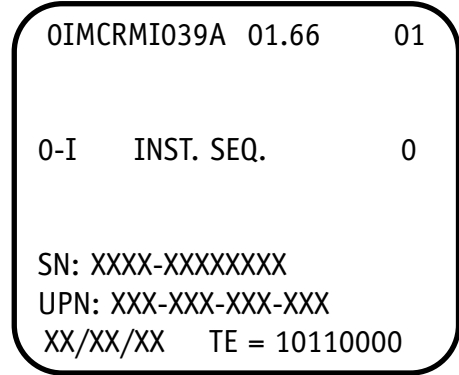 0IMCRMI039A 01.66 01
0-I INST. SEQ. 0
SN: XXXX-XXXXXXXX
UPN: XXX-XXX-XXX-XXX
XX/XX/XX TE = 10110000